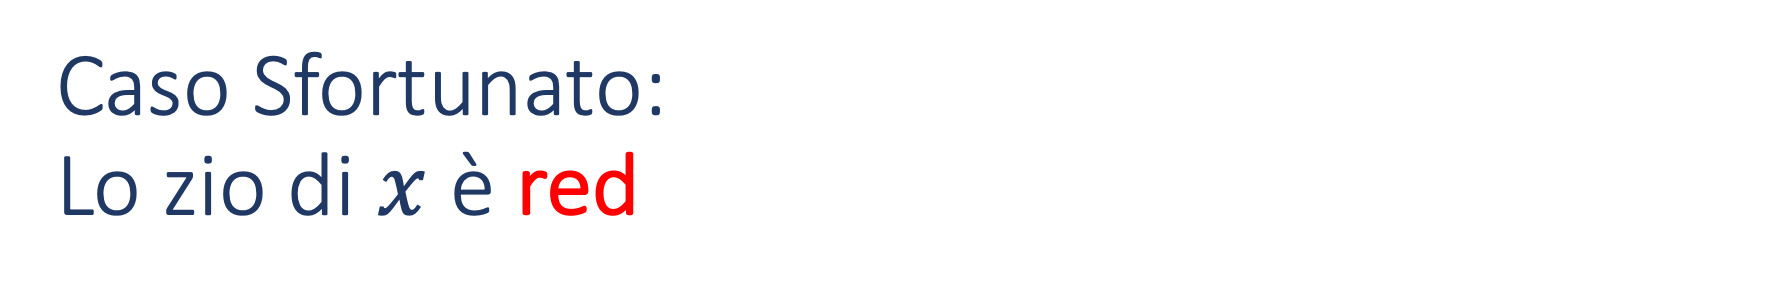 Caso Sfortunato:
Lo zio di 𝒙 è red